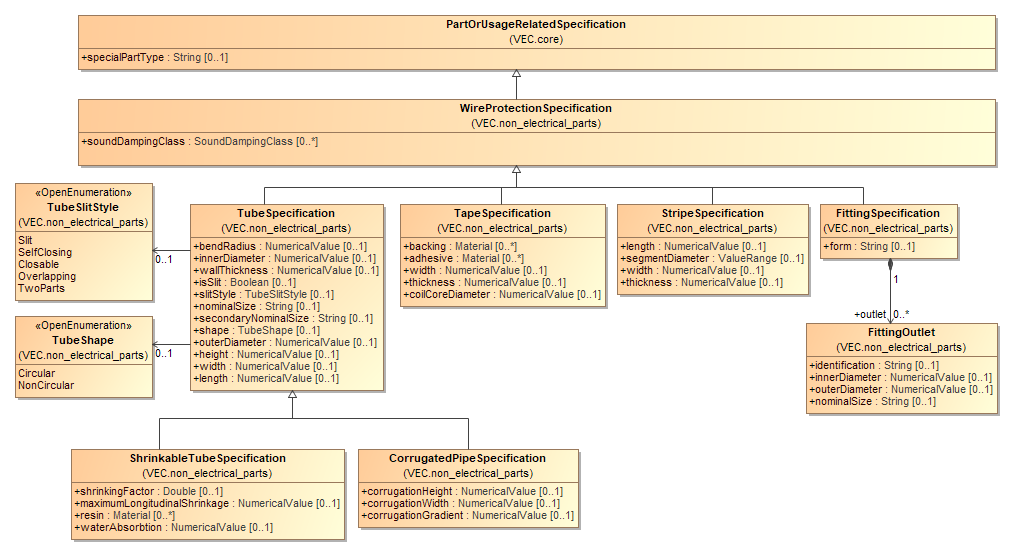 PartOrUsageRelatedSpecification
(VEC.core)
+specialPartType : String [0..1]
WireProtectionSpecification
(VEC.non_electrical_parts)
+soundDampingClass : SoundDampingClass [0..*]
«OpenEnumeration»
TubeSlitStyle
(VEC.non_electrical_parts)
Slit
SelfClosing
Closable
Overlapping
TwoParts
0..1
«OpenEnumeration»
TubeShape
(VEC.non_electrical_parts)
Circular
NonCircular
0..1
TubeSpecification
(VEC.non_electrical_parts)
+bendRadius : NumericalValue [0..1]
+innerDiameter : NumericalValue [0..1]
+wallThickness : NumericalValue [0..1]
+isSlit : Boolean [0..1]
+slitStyle : TubeSlitStyle [0..1]
+nominalSize : String [0..1]
+secondaryNominalSize : String [0..1]
+shape : TubeShape [0..1]
+outerDiameter : NumericalValue [0..1]
+height : NumericalValue [0..1]
+width : NumericalValue [0..1]
+length : NumericalValue [0..1]
TapeSpecification
(VEC.non_electrical_parts)
+backing : Material [0..*]
+adhesive : Material [0..*]
+width : NumericalValue [0..1]
+thickness : NumericalValue [0..1]
+coilCoreDiameter : NumericalValue [0..1]
StripeSpecification
(VEC.non_electrical_parts)
+length : NumericalValue [0..1]
+segmentDiameter : ValueRange [0..1]
+width : NumericalValue [0..1]
+thickness : NumericalValue [0..1]
FittingSpecification
(VEC.non_electrical_parts)
+form : String [0..1]
1
+outlet 0..*
FittingOutlet
(VEC.non_electrical_parts)
+identification : String [0..1]
+innerDiameter : NumericalValue [0..1]
+outerDiameter : NumericalValue [0..1]
+nominalSize : String [0..1]
ShrinkableTubeSpecification
(VEC.non_electrical_parts)
+shrinkingFactor : Double [0..1]
+maximumLongitudinalShrinkage : NumericalValue [0..1]
+resin : Material [0..*]
+waterAbsorbtion : NumericalValue [0..1]
CorrugatedPipeSpecification
(VEC.non_electrical_parts)
+corrugationHeight : NumericalValue [0..1]
+corrugationWidth : NumericalValue [0..1]
+corrugationGradient : NumericalValue [0..1]